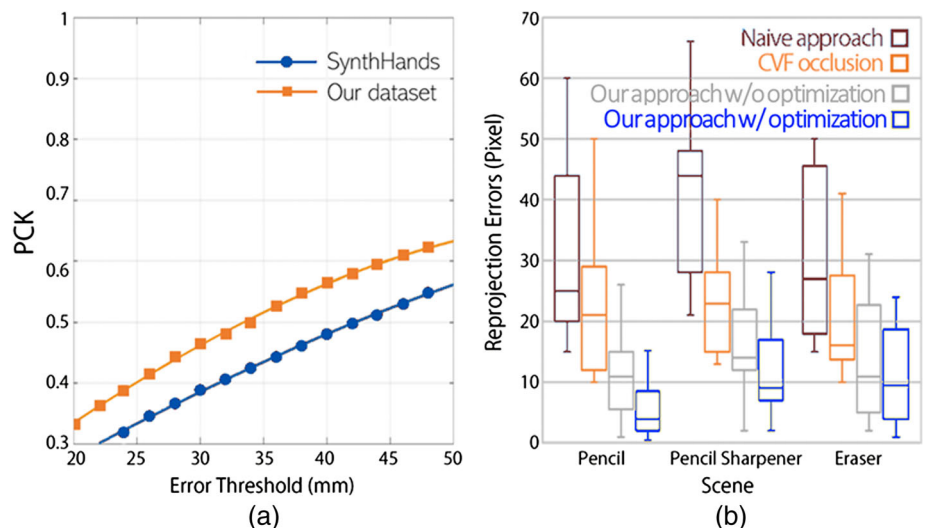 1
0.9
0.8
0.7
0.6
0.5
0.4
0.3
PCK
SynthHands
Our dataset
20 25 30 35 40 45 50
Error Threshold (mm)
(a)
70
60
50
40
30
20
10
0
Reprojection Errors (Pixel)
Naive approach
CVF occlusion
Our approach w/o optimization
Our approach w/ optimization
Pencil Pencil Sharpener Eraser
Scene
(b)